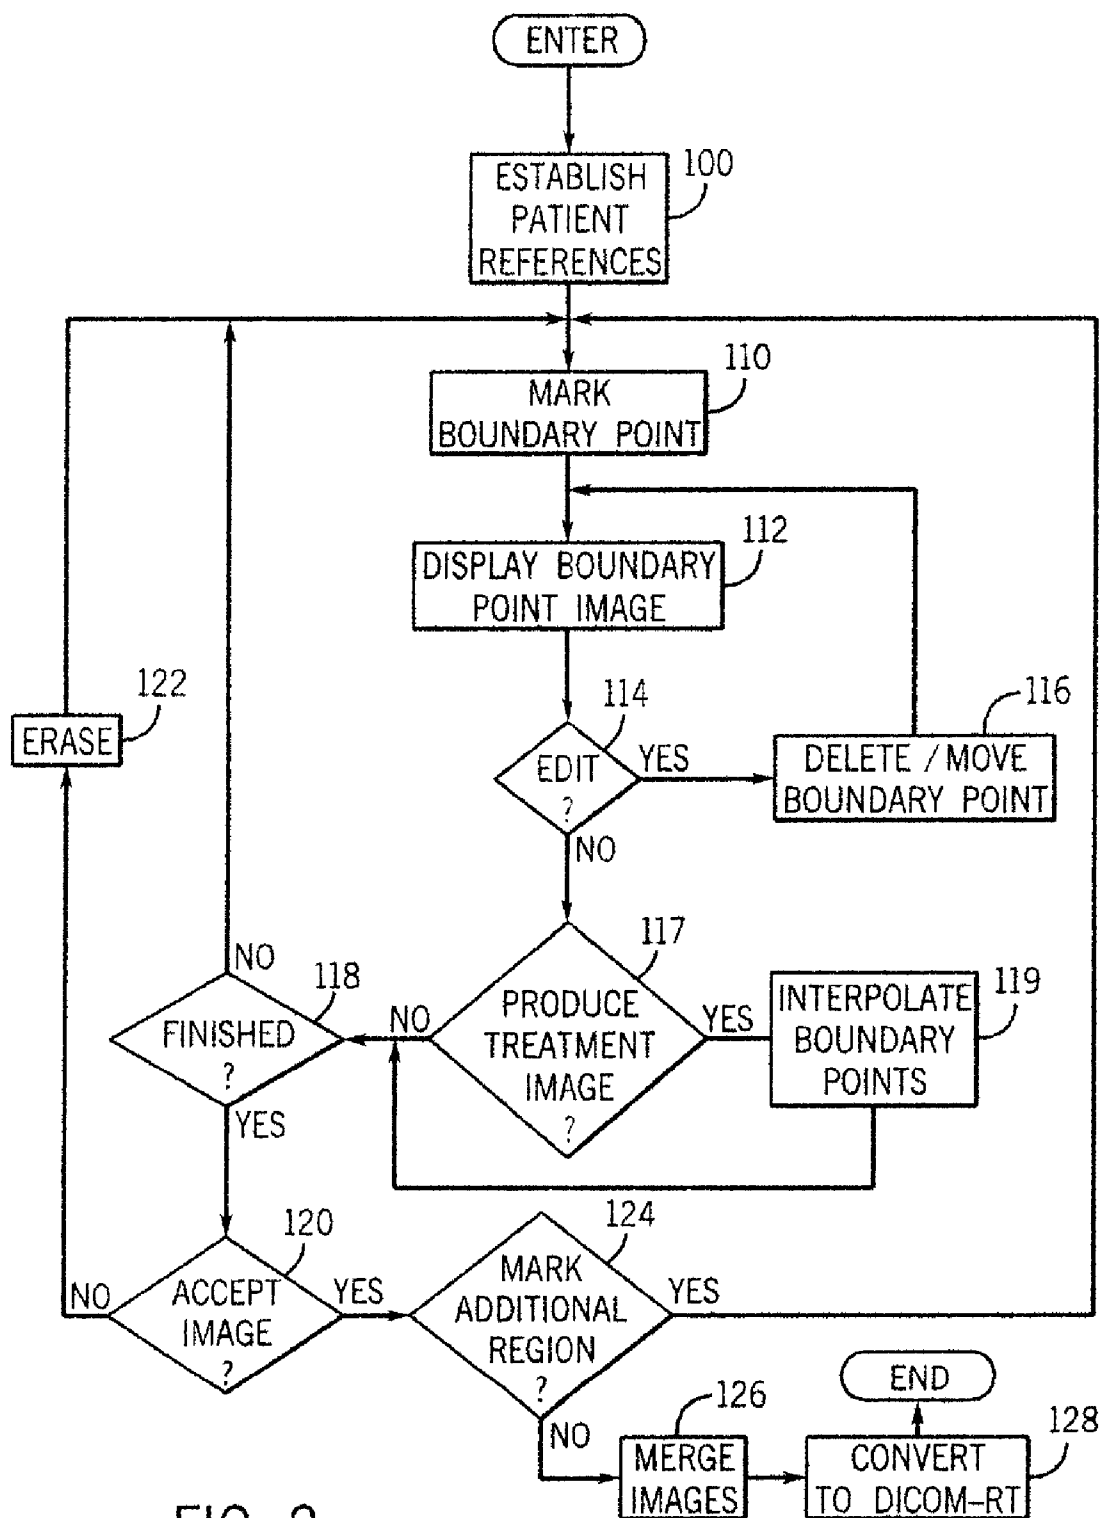 ENTER
100
ESTABLISH
PATIENT
REFERENCES
110
MARK
BOUNDARY POINT
112
DISPLAY BOUNDARY
POINT IMAGE
122
ERASE
114
EDIT
?
YES
NO
116
DELETE / MOVE
BOUNDARY POINT
117
PRODUCE
TREATMENT
IMAGE
?
NO
YES
119
INTERPOLATE
BOUNDARY
POINTS
NO
118
FINISHED
?
YES
120
ACCEPT
IMAGE
?
NO
YES
124
MARK
ADDITIONAL
REGION
?
YES
NO
126
MERGE
IMAGES
128
CONVERT
TO DICOM-RT
END
FIG. 2